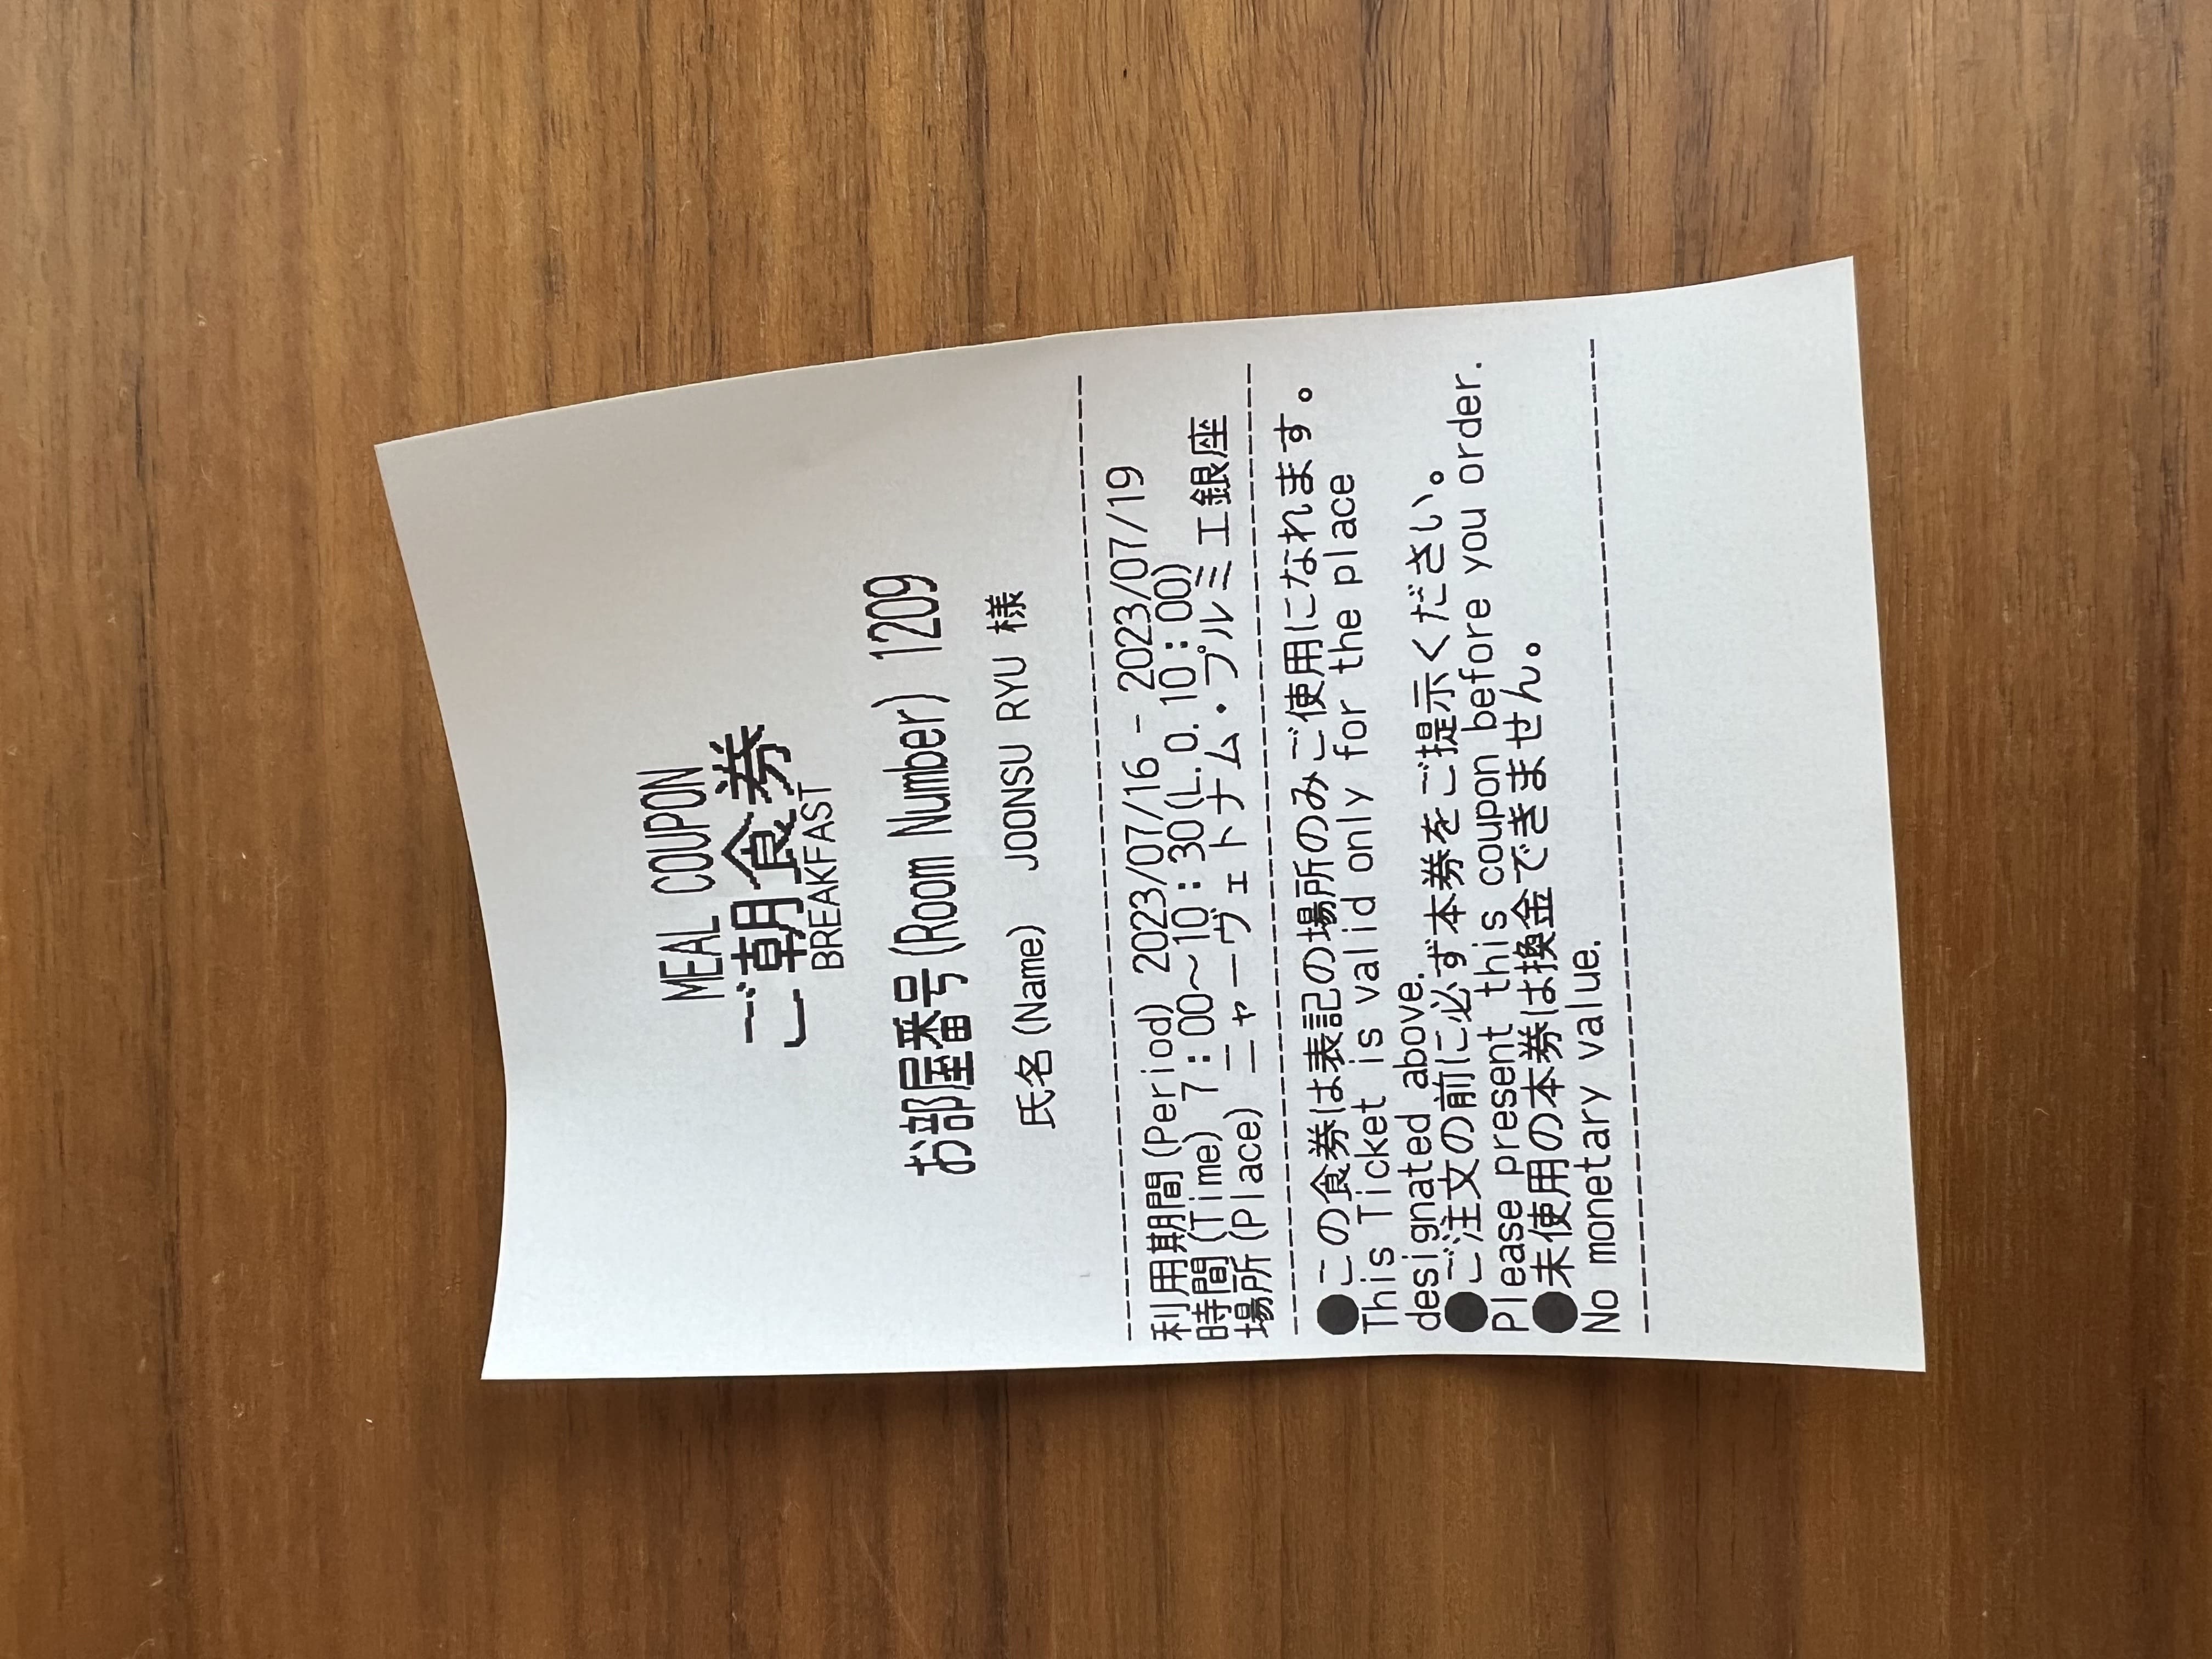 MEAL COUPON
ご朝食券
BREAKFAST
お部屋番号(Room Number) 1209
氏名(Name) JOONSU RYU 様
利用期間(Period) 2023/07/16 - 2023/07/19
時間(Time) 7：00～10：30(L.O.10：00)
場所(Place) ニャーヴェトナム・プルミエ銀座
●この食券は表記の場所のみご使用になれます。
This Ticket is valid only for the place
designated above.
●ご注文の前に必ず本券をご提示ください。
Please present this coupon before you order.
●未使用の本券は換金できません。
No monetary value.